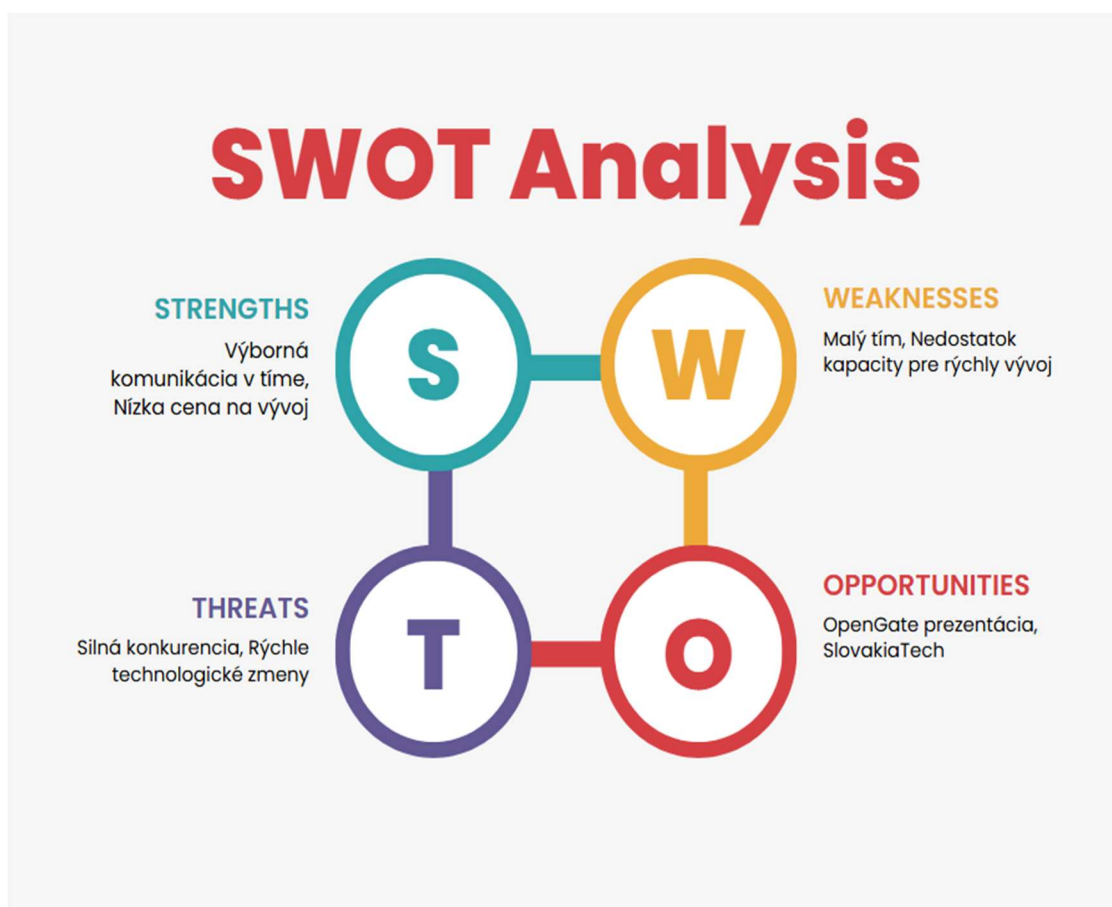 SWOT Analysis
STRENGTHS
Výborná
komunikácia v tíme,
Nízka cena na vývoj
S
W
WEAKNESSES
Malý tím, Nedostatok
kapacity pre rýchly vývoj
THREATS
Silná konkurencia, Rýchle
technologické zmeny
T
O
OPPORTUNITIES
OpenGate prezentácia,
SlovakiaTech